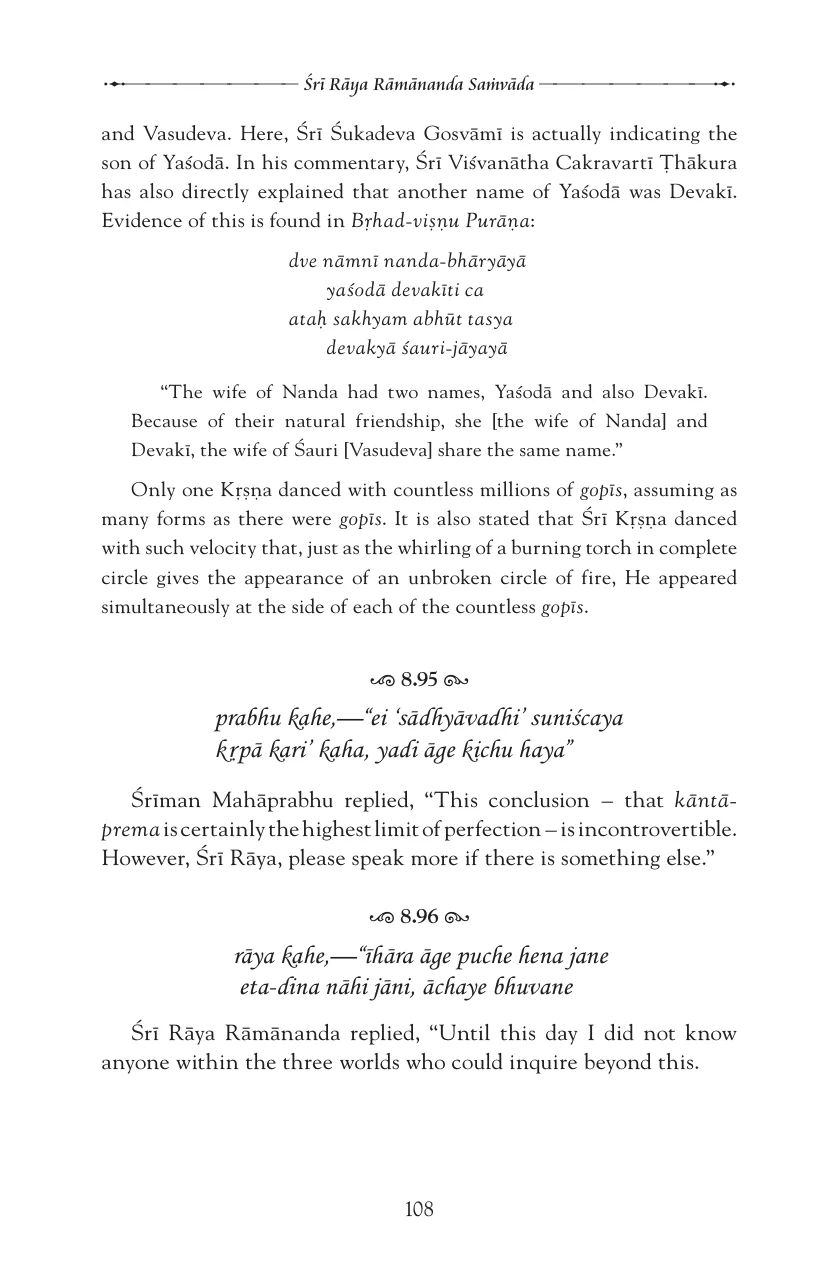 Śrī Rāya Rāmānanda Saṁvāda
and Vasudeva. Here, Śrī Śukadeva Gosvāmī is actually indicating the
son of Yaśodā. In his commentary, Śrī Viśvanātha Cakravartī Ṭhākura
has also directly explained that another name of Yaśodā was Devakī.
Evidence of this is found in Bṛhad-viṣṇu Purāṇa:
dve nāmnī nanda-bhāryāyā
yaśodā devakīti ca
ataḥ sakhyam abhūt tasya
devakyā śauri-jāyayā
“The wife of Nanda had two names, Yaśodā and also Devakī.
Because of their natural friendship, she [the wife of Nanda] and
Devakī, the wife of Śauri [Vasudeva] share the same name.”
Only one Kṛṣṇa danced with countless millions of gopīs, assuming as
many forms as there were gopīs. It is also stated that Śrī Kṛṣṇa danced
with such velocity that, just as the whirling of a burning torch in complete
circle gives the appearance of an unbroken circle of fire, He appeared
simultaneously at the side of each of the countless gopīs.
8.95
prabhu kahe,—“ei ‘sādhyāvadhi’ suniścaya
kṛpā kari’ kaha, yadi āge kichu haya”
Śrīman Mahāprabhu replied, “This conclusion – that kāntā-
prema is certainly the highest limit of perfection – is incontrovertible.
However, Śrī Rāya, please speak more if there is something else.”
8.96
rāya kahe,—“īhāra āge puche hena jane
eta-dina nāhi jāni, āchaye bhuvane
Śrī Rāya Rāmānanda replied, “Until this day I did not know
anyone within the three worlds who could inquire beyond this.
108